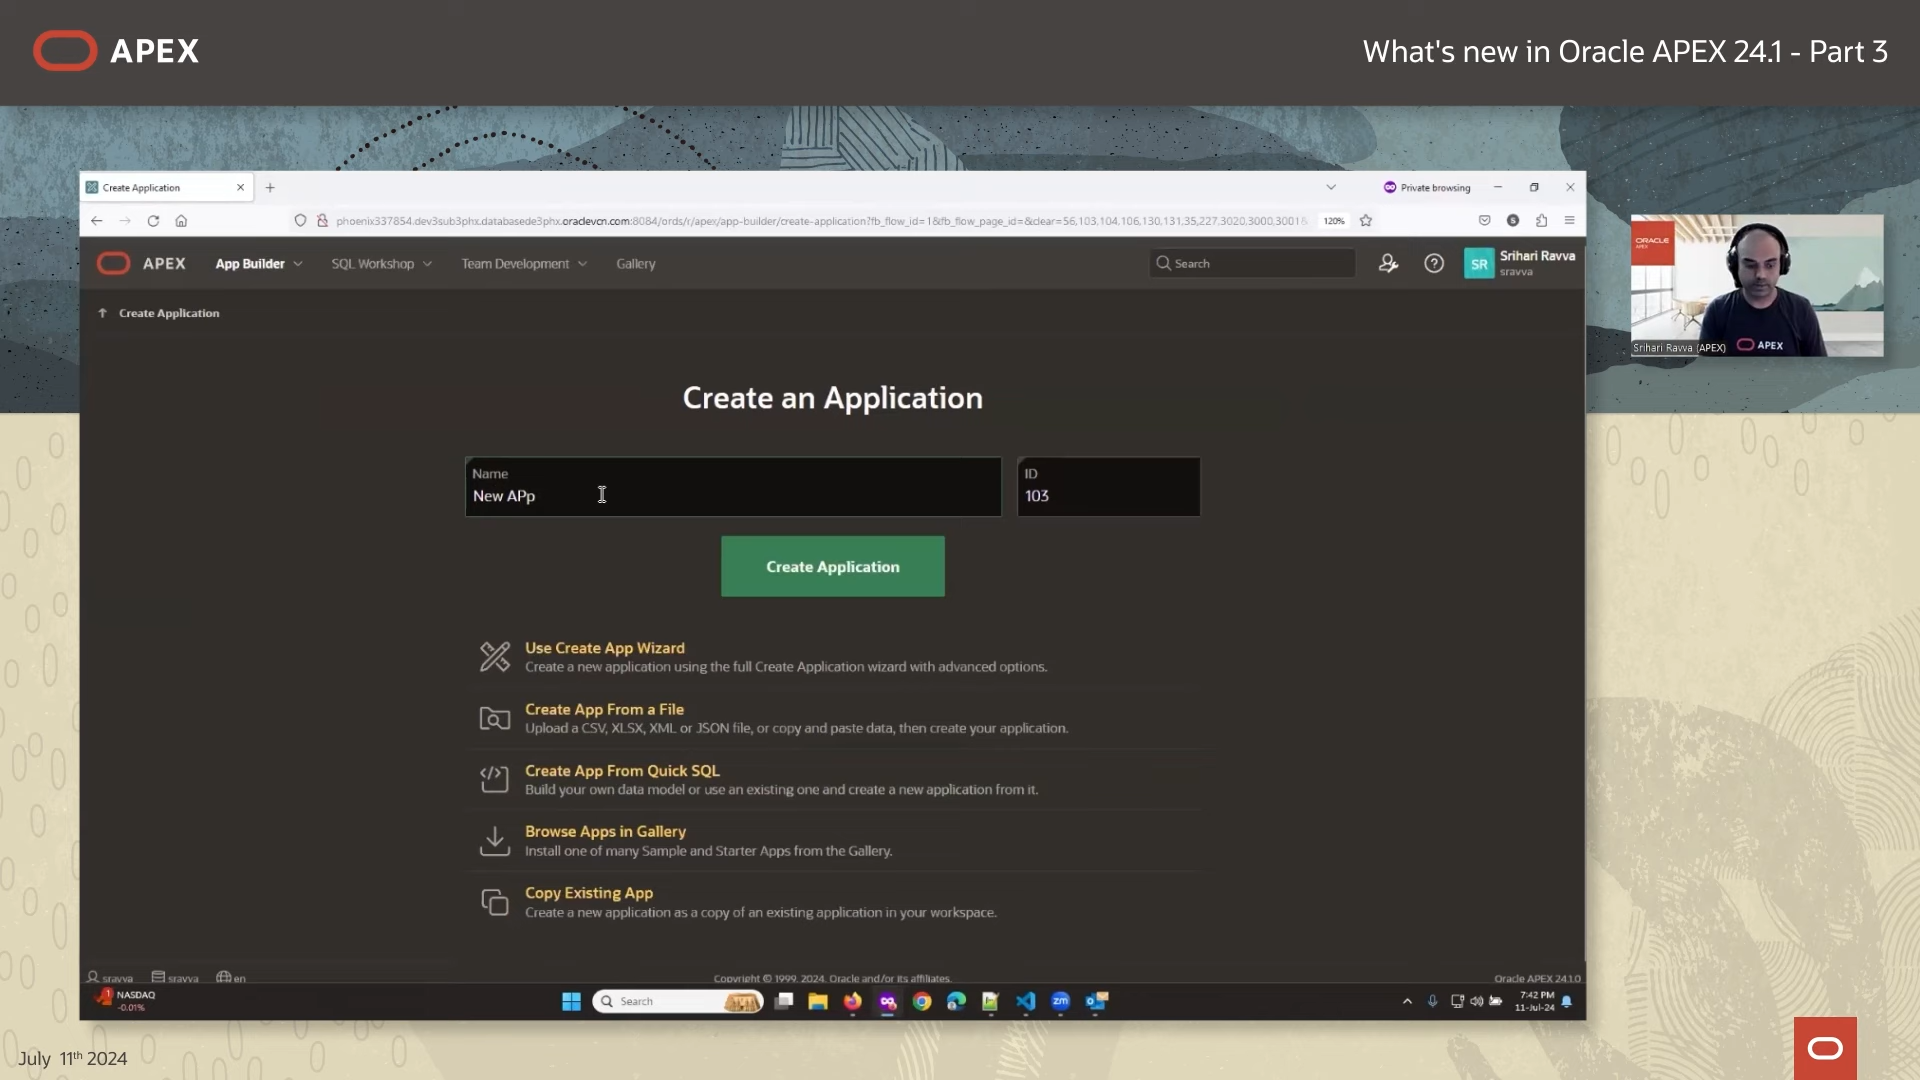 APEX
What's new in Oracle APEX 24.1 - Part 3
Create Application
Private browsing
phoenix337854.dev3sub3phx.databasede3phx.oraclevcn.com:8084/ords/r/apex/app-builder/create-application?fb_flow_id=1&fb_flow_page_id=&clear=56,103,104,106,130,131,35,227,3020,3000,3001
120%
APEX
App Builder
SQL Workshop
Team Development
Gallery
Search
SR
Srihari Ravva
sravva
Create Application
ORACLE
APEX
APEX
Srihari Ravva (APEX)
Create an Application
Name
New APp
ID
103
Create Application
Use Create App Wizard
Create a new application using the full Create Application wizard with advanced options.
Create App From a File
Upload a CSV, XLSX, XML or JSON file, or copy and paste data, then create your application.
Create App From Quick SQL
Build your own data model or use an existing one and create a new application from it.
Browse Apps in Gallery
Install one of many Sample and Starter Apps from the Gallery.
Copy Existing App
Create a new application as a copy of an existing application in your workspace.
sravva
sravva
en
Copyright © 1999, 2024, Oracle and/or its affiliates.
Oracle APEX 24.1.0
1
NASDAQ
-0.01%
Search
zm
7:42 PM
11-Jul-24
July 11th 2024